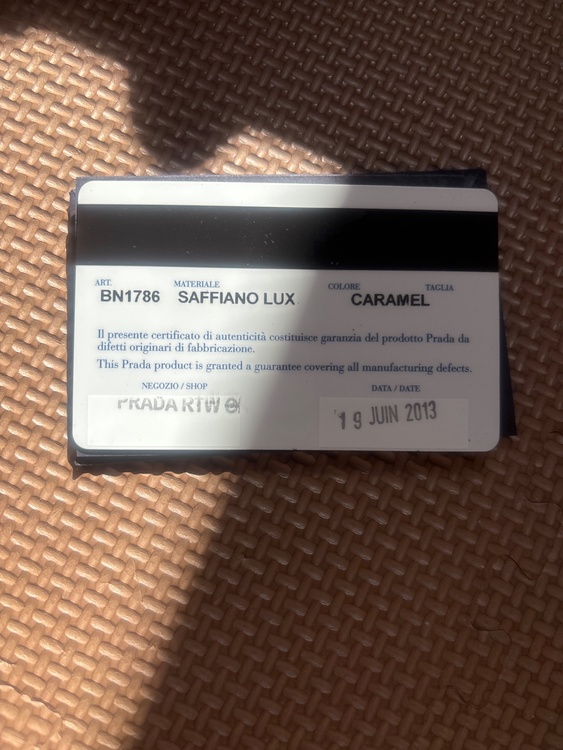 ART. MATERIALE COLORE TAGLIA
BN1786 SAFFIANO LUX CARAMEL
Il presente certificato di autenticità costituisce garanzia del prodotto Prada da
difetti originari di fabbricazione.
This Prada product is granted a guarantee covering all manufacturing defects.
NEGOZIO / SHOP DATA / DATE
PRADA RTW
19 JUIN 2013